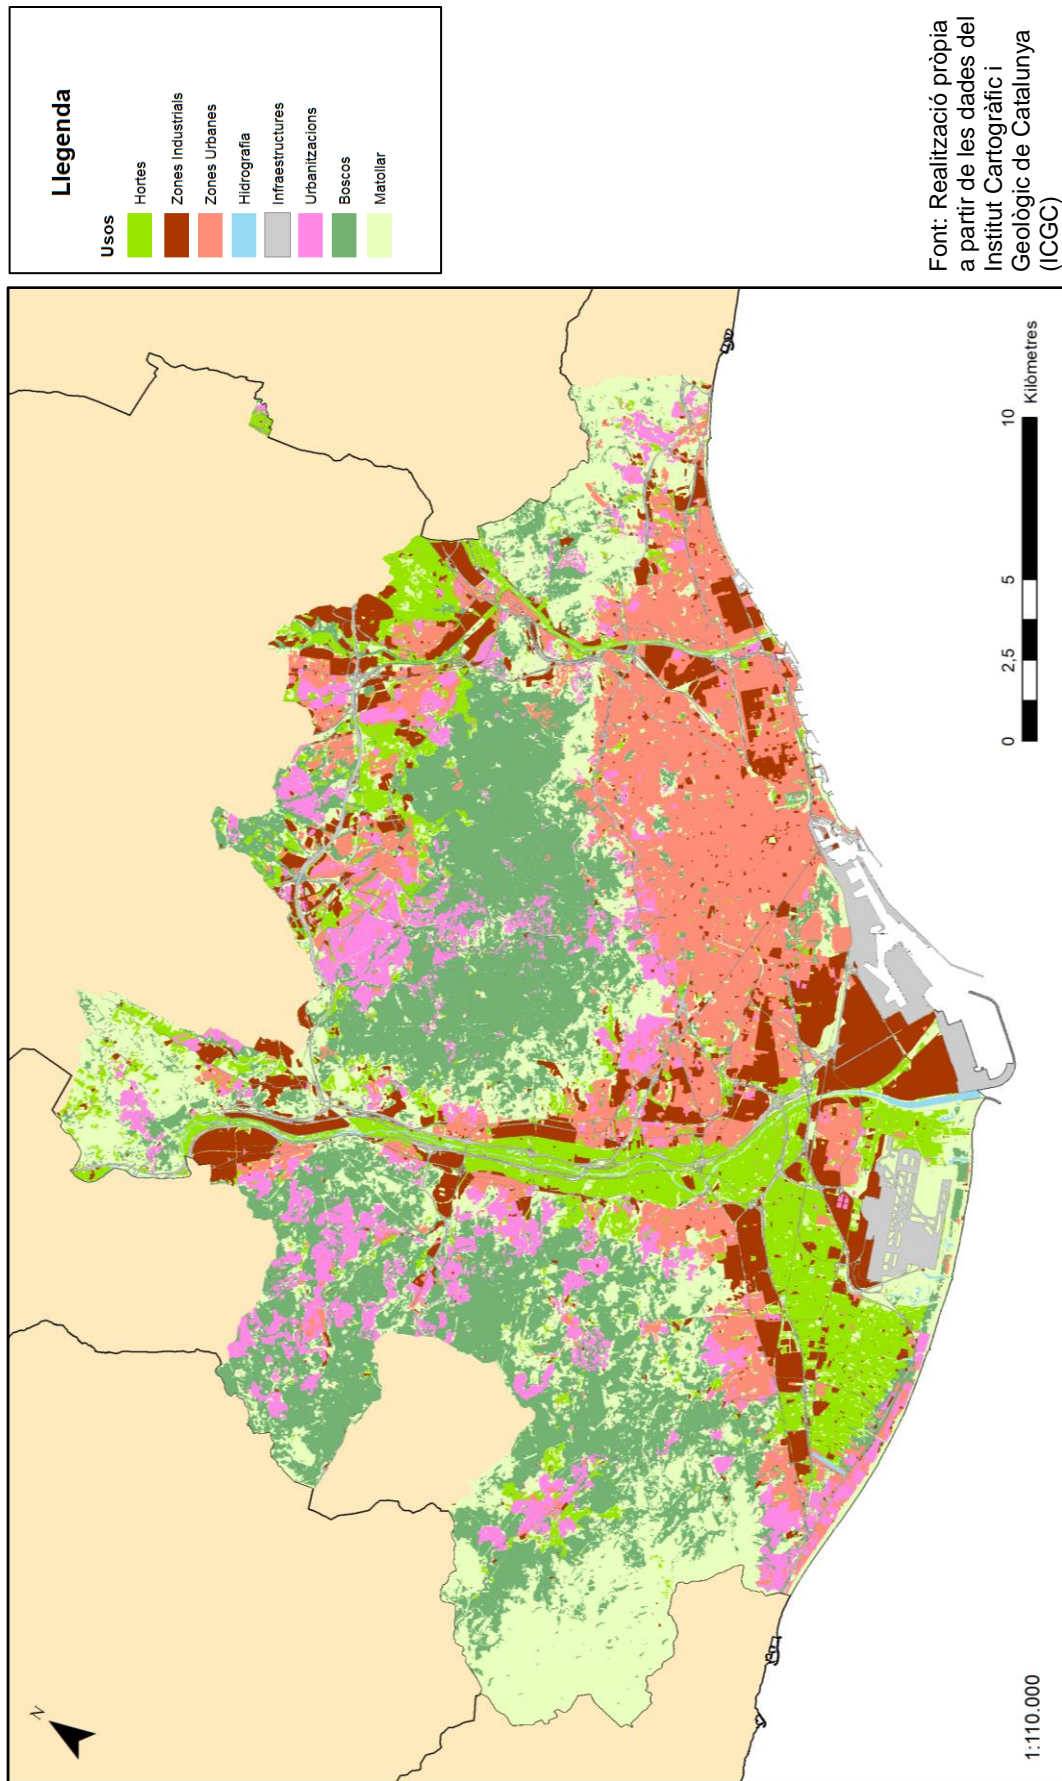 Llegenda
Usos
Hortes
Zones Industrials
Zones Urbanes
Hidrografia
Infraestructures
Urbanitzacions
Boscos
Matollar
N
1:110.000
0 2,5 5 10
Kilòmetres
Font: Realització pròpia
a partir de les dades del
Institut Cartogràfic i
Geològic de Catalunya
(ICGC)